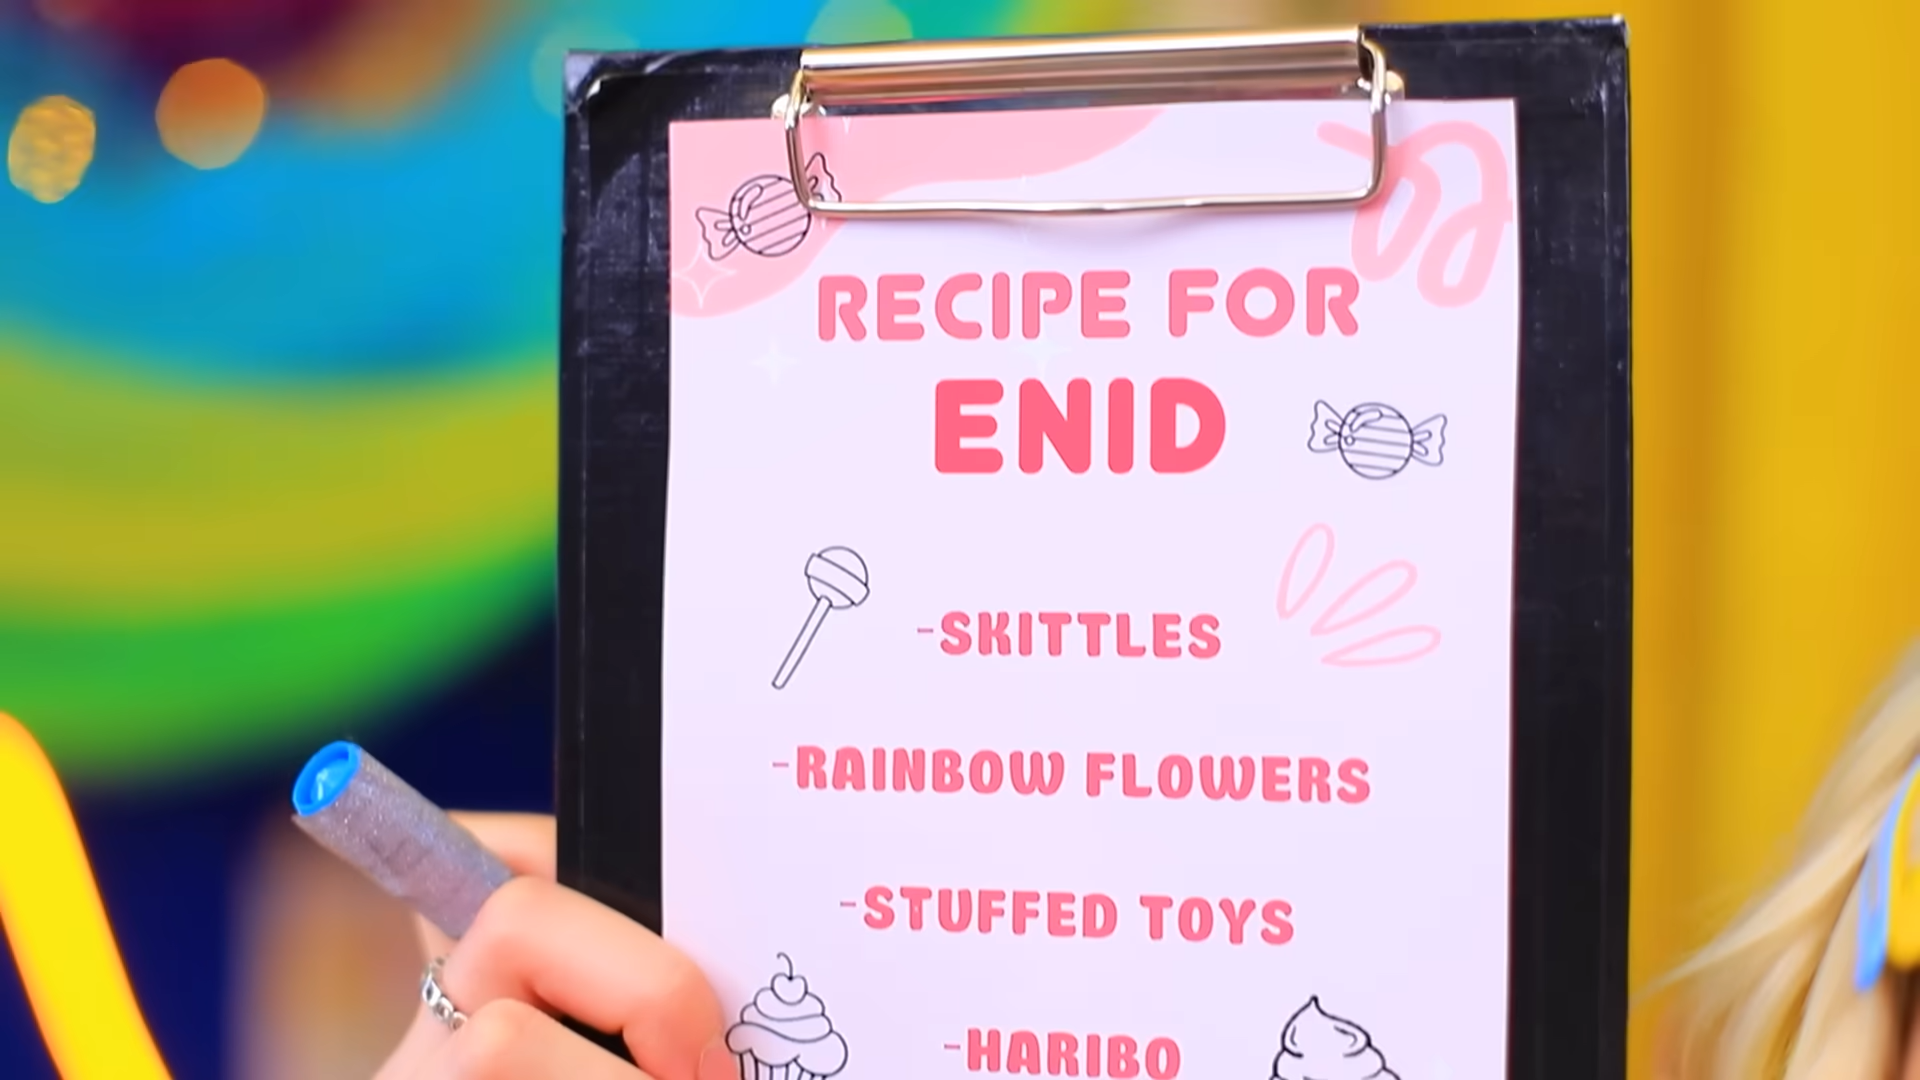 RECIPE FOR
ENID
-SKITTLES
-RAINBOW FLOWERS
-STUFFED TOYS
-HARIBO